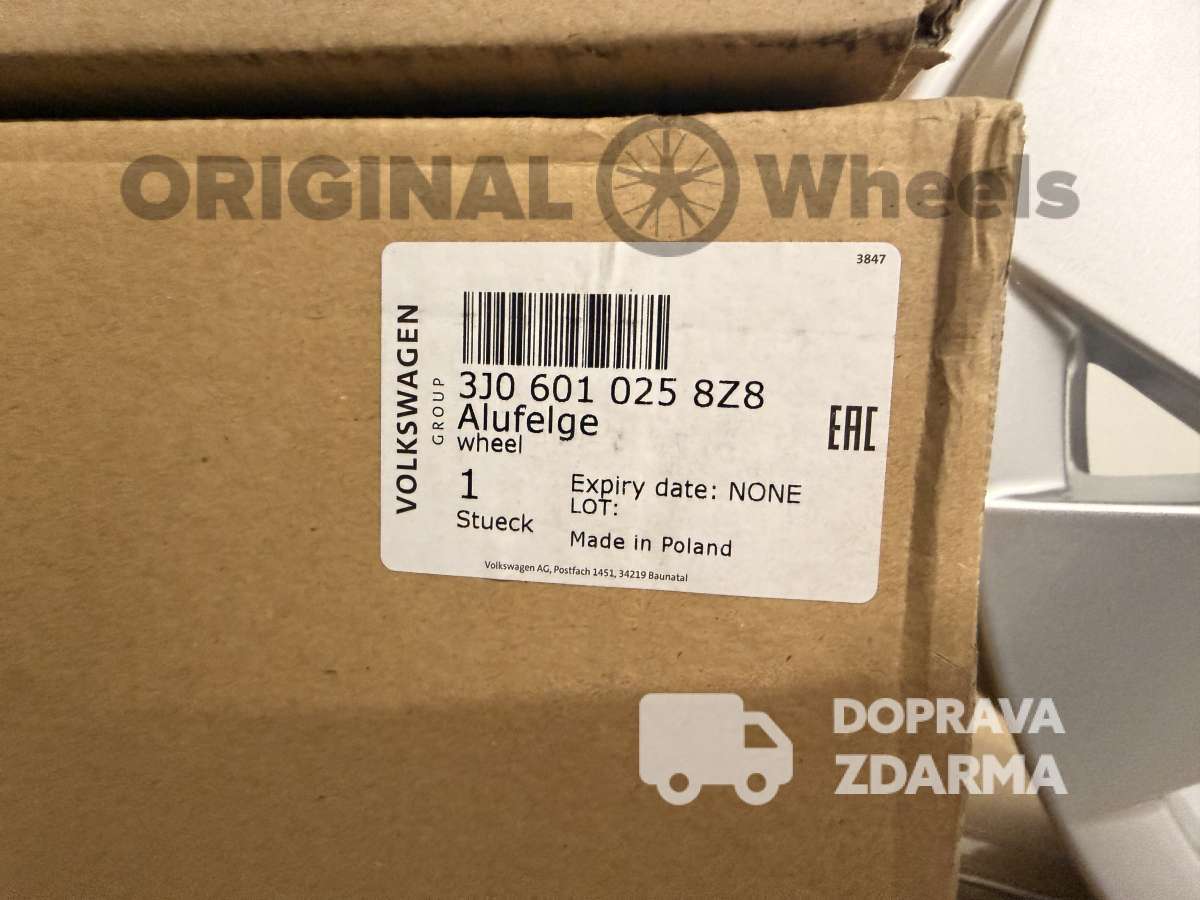 ORIGINAL Wheels
3847
VOLKSWAGEN
GROUP
3J0 601 025 8Z8
Alufelge
wheel
EAC
1
Stueck
Expiry date: NONE
LOT:
Made in Poland
Volkswagen AG, Postfach 1451, 34219 Baunatal
DOPRAVA
ZDARMA